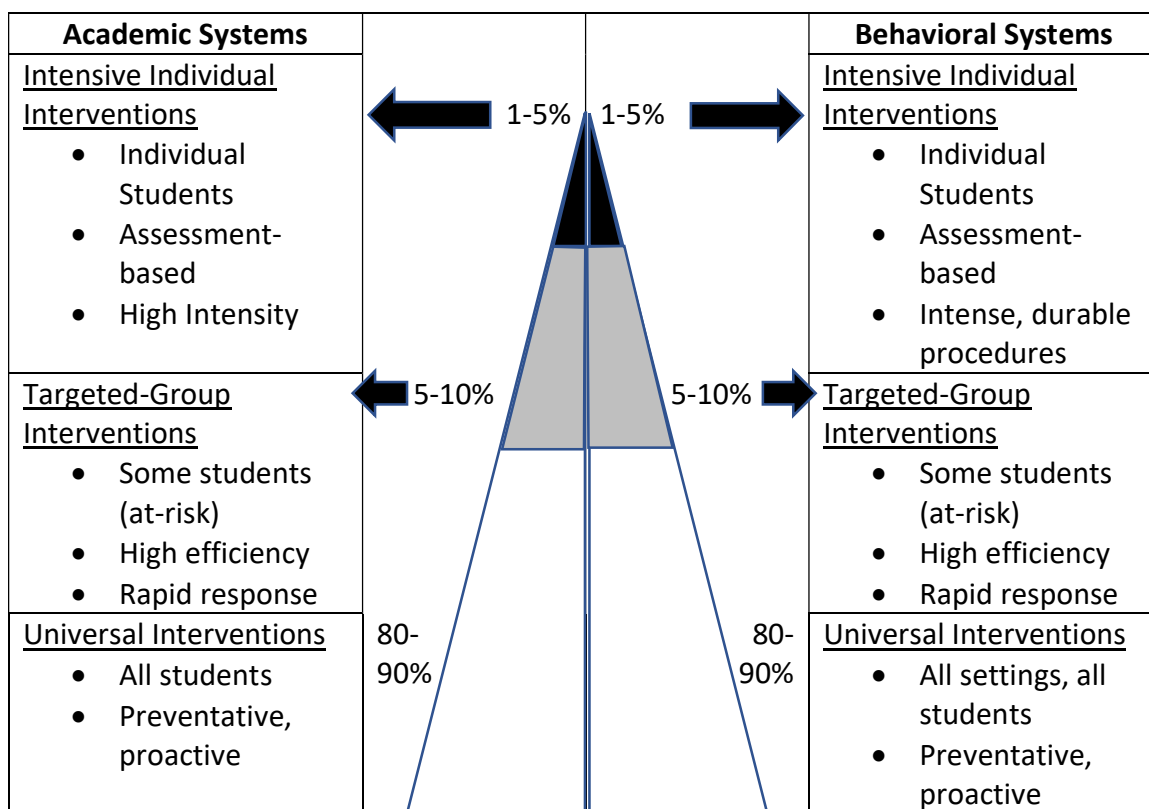 Academic Systems
Behavioral Systems
Intensive Individual
Interventions
• Individual
Students
• Assessment-
based
• High Intensity
1-5%
1-5%
Intensive Individual
Interventions
• Individual
Students
• Assessment-
based
• Intense, durable
procedures
Targeted-Group
Interventions
• Some students
(at-risk)
• High efficiency
• Rapid response
5-10%
5-10%
Targeted-Group
Interventions
• Some students
(at-risk)
• High efficiency
• Rapid response
Universal Interventions
• All students
• Preventative,
proactive
80-
90%
80-
90%
Universal Interventions
• All settings, all
students
• Preventative,
proactive